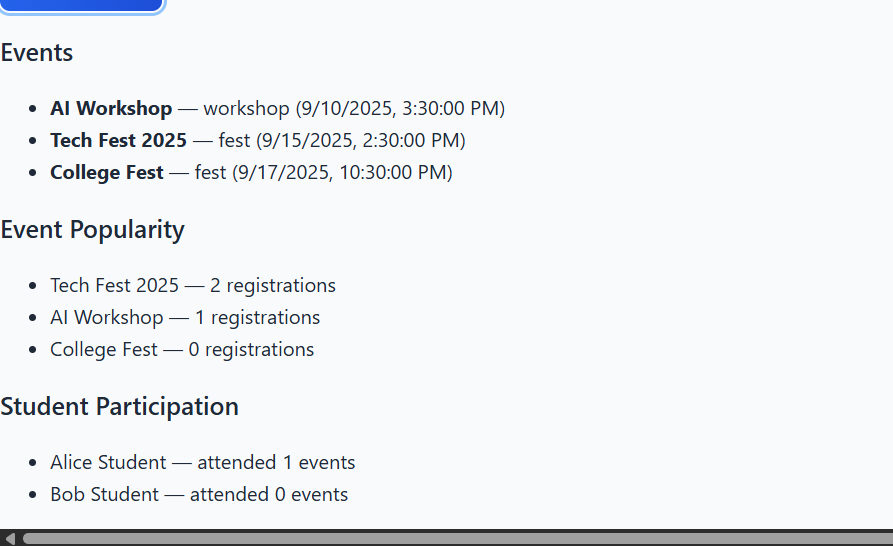 Events
AI Workshop — workshop (9/10/2025, 3:30:00 PM)
Tech Fest 2025 — fest (9/15/2025, 2:30:00 PM)
College Fest — fest (9/17/2025, 10:30:00 PM)
Event Popularity
Tech Fest 2025 — 2 registrations
AI Workshop — 1 registrations
College Fest — 0 registrations
Student Participation
Alice Student — attended 1 events
Bob Student — attended 0 events